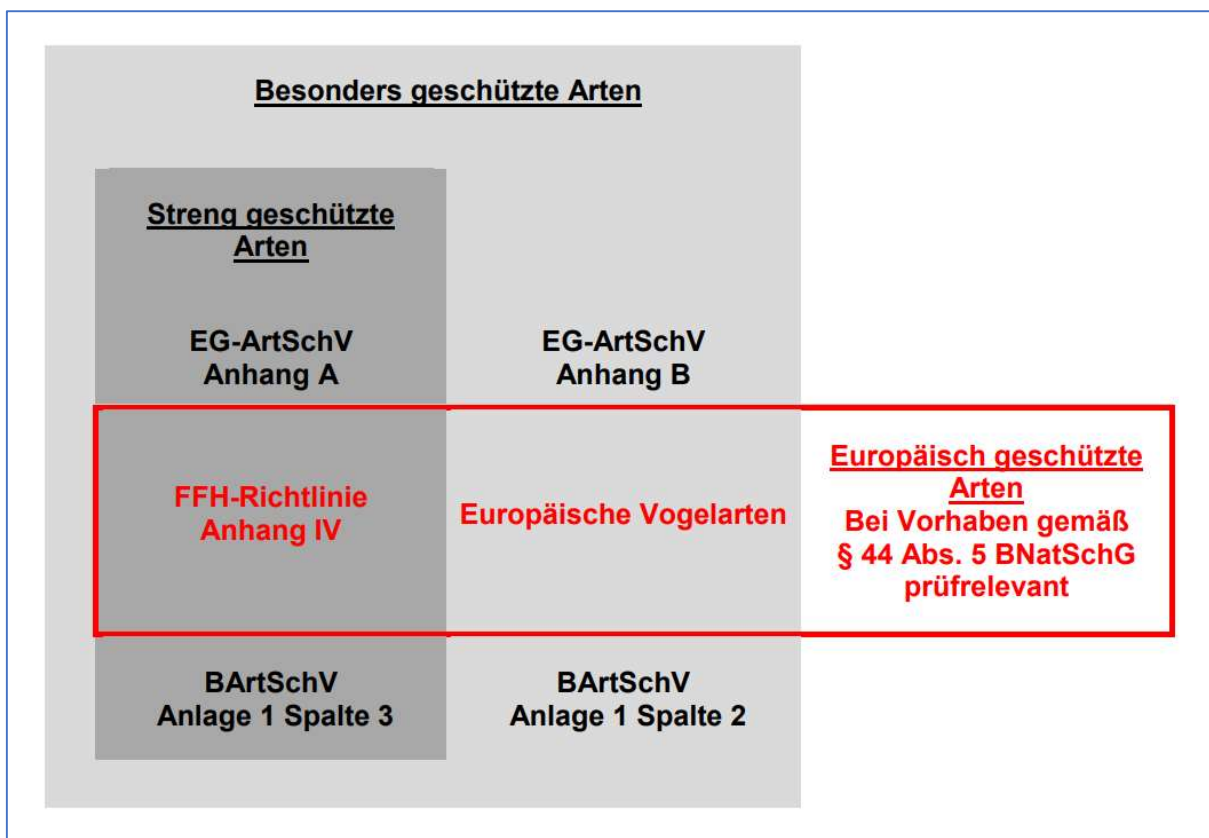 Besonders geschützte Arten
Streng geschützte
Arten
EG-ArtSchV
Anhang A
EG-ArtSchV
Anhang B
FFH-Richtlinie
Anhang IV
Europäische Vogelarten
Europäisch geschützte
Arten
Bei Vorhaben gemäß
§ 44 Abs. 5 BNatSchG
prüfrelevant
BArtSchV
Anlage 1 Spalte 3
BArtSchV
Anlage 1 Spalte 2